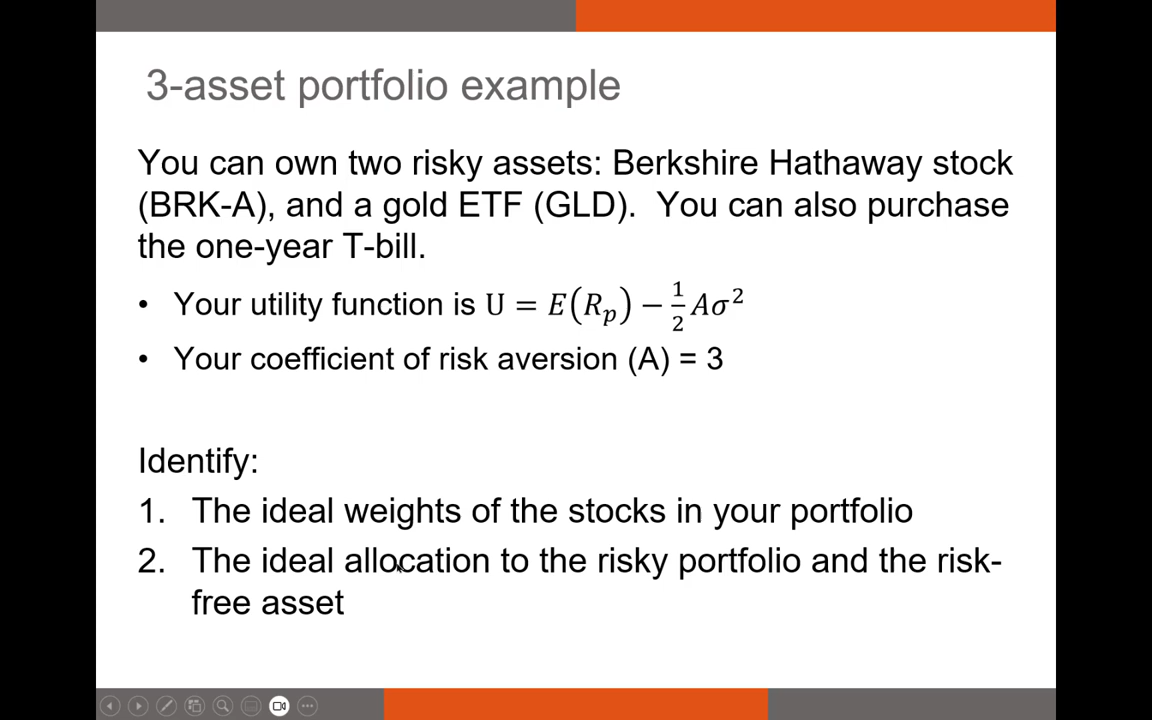 3-asset portfolio example
You can own two risky assets: Berkshire Hathaway stock
(BRK-A), and a gold ETF (GLD).  You can also purchase
the one-year T-bill.
• Your utility function is U = E(Rₚ) − ½Aσ²
• Your coefficient of risk aversion (A) = 3
Identify:
1. The ideal weights of the stocks in your portfolio
2. The ideal allocation to the risky portfolio and the risk-
free asset